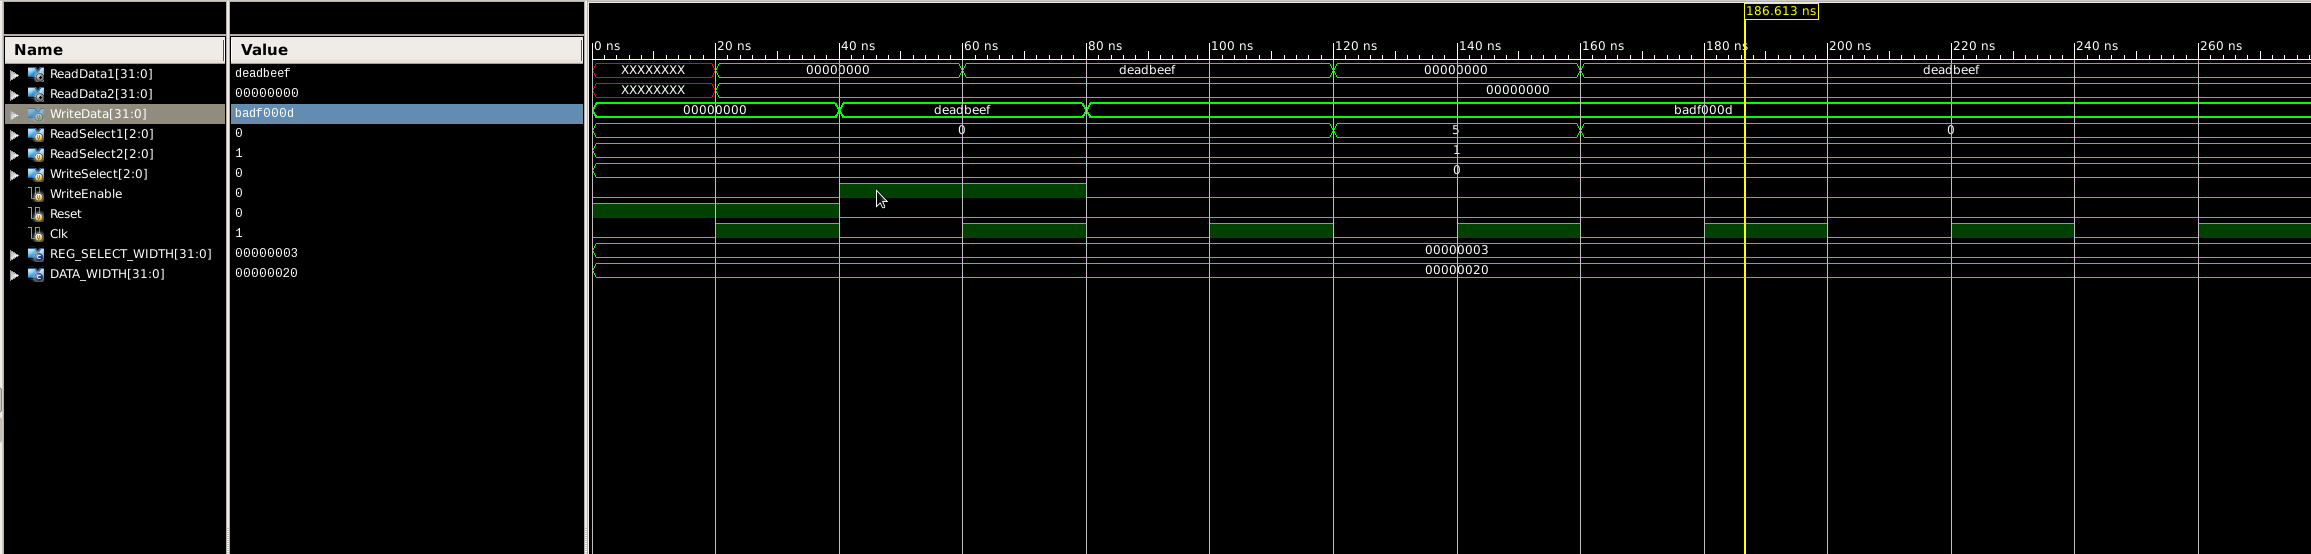 186.613 ns
Name Value
0 ns 20 ns 40 ns 60 ns 80 ns 100 ns 120 ns 140 ns 160 ns 180 ns 200 ns 220 ns 240 ns 260 ns
ReadData1[31:0] deadbeef XXXXXXXX 00000000 deadbeef 00000000 deadbeef
ReadData2[31:0] 00000000 XXXXXXXX 00000000
WriteData[31:0] badf000d 00000000 deadbeef badf000d
ReadSelect1[2:0] 0 0 5 0
ReadSelect2[2:0] 1 1
WriteSelect[2:0] 0 0
WriteEnable 0
Reset 0
Clk 1
REG_SELECT_WIDTH[31:0] 00000003 00000003
DATA_WIDTH[31:0] 00000020 00000020